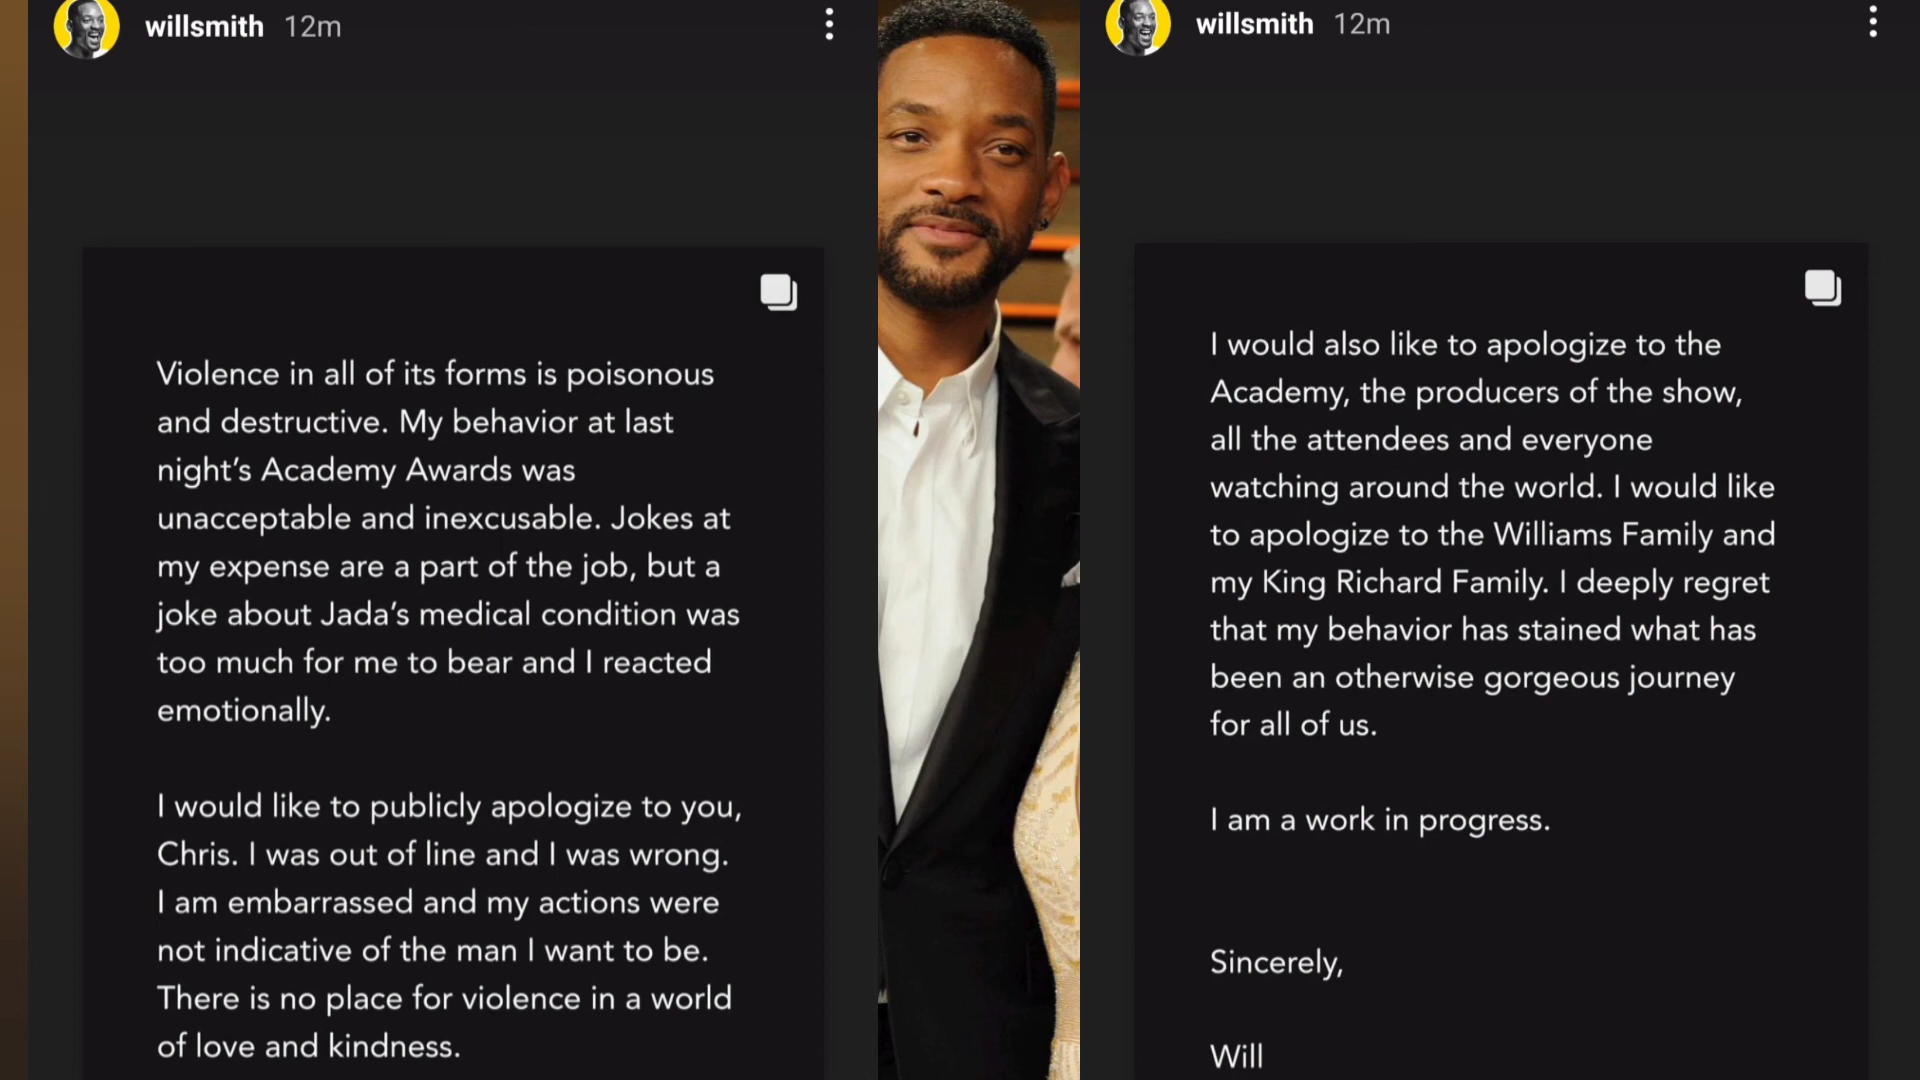 willsmith 12m
Violence in all of its forms is poisonous
and destructive. My behavior at last
night’s Academy Awards was
unacceptable and inexcusable. Jokes at
my expense are a part of the job, but a
joke about Jada’s medical condition was
too much for me to bear and I reacted
emotionally.
I would like to publicly apologize to you,
Chris. I was out of line and I was wrong.
I am embarrassed and my actions were
not indicative of the man I want to be.
There is no place for violence in a world
of love and kindness.
willsmith 12m
I would also like to apologize to the
Academy, the producers of the show,
all the attendees and everyone
watching around the world. I would like
to apologize to the Williams Family and
my King Richard Family. I deeply regret
that my behavior has stained what has
been an otherwise gorgeous journey
for all of us.
I am a work in progress.
Sincerely,
Will